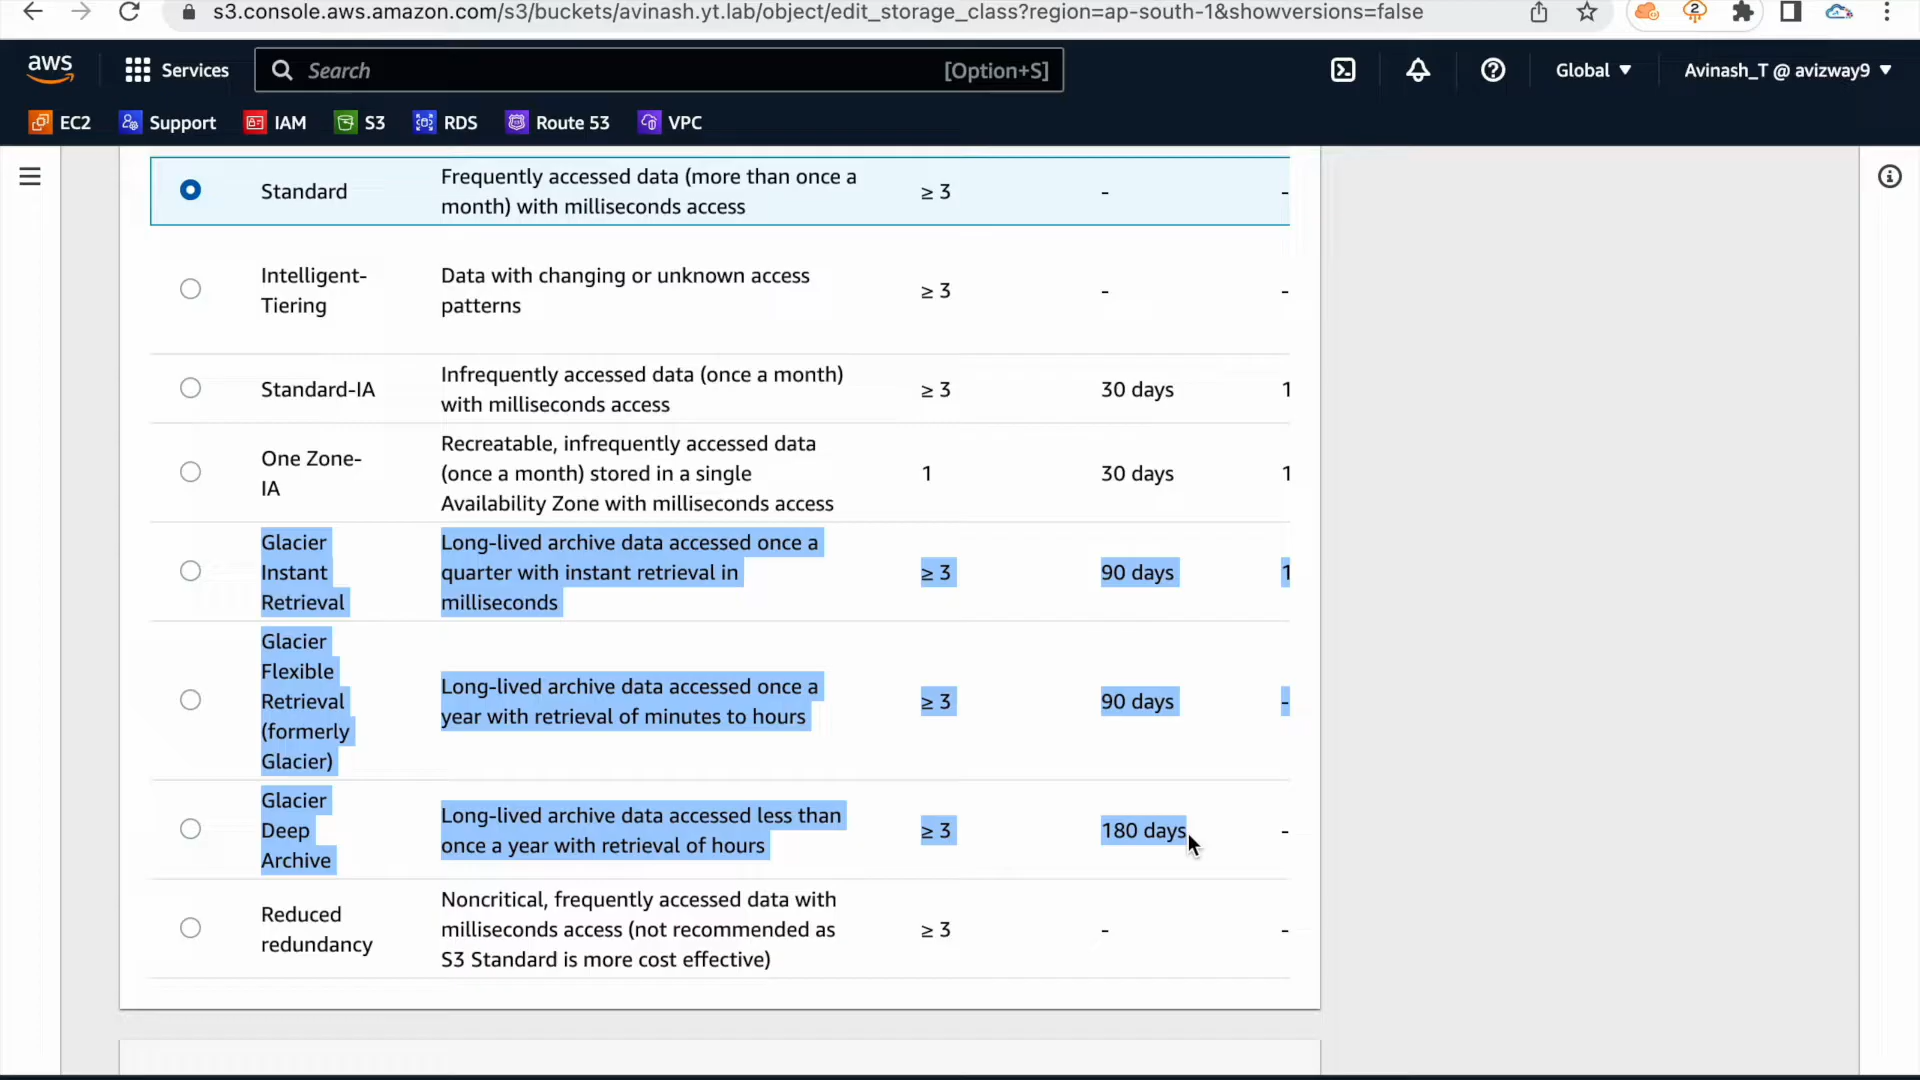 s3.console.aws.amazon.com/s3/buckets/avinash.yt.lab/object/edit_storage_class?region=ap-south-1&showversions=false
2
aws
Services
Search
[Option+S]
Global
Avinash_T @ avizway9
EC2
Support
IAM
S3
RDS
Route 53
VPC
Standard
Frequently accessed data (more than once a
month) with milliseconds access
≥ 3
-
-
Intelligent-
Tiering
Data with changing or unknown access
patterns
≥ 3
-
-
Standard-IA
Infrequently accessed data (once a month)
with milliseconds access
≥ 3
30 days
1
One Zone-
IA
Recreatable, infrequently accessed data
(once a month) stored in a single
Availability Zone with milliseconds access
1
30 days
1
Glacier
Instant
Retrieval
Long-lived archive data accessed once a
quarter with instant retrieval in
milliseconds
≥ 3
90 days
1
Glacier
Flexible
Retrieval
(formerly
Glacier)
Long-lived archive data accessed once a
year with retrieval of minutes to hours
≥ 3
90 days
-
Glacier
Deep
Archive
Long-lived archive data accessed less than
once a year with retrieval of hours
≥ 3
180 days
-
Reduced
redundancy
Noncritical, frequently accessed data with
milliseconds access (not recommended as
S3 Standard is more cost effective)
≥ 3
-
-